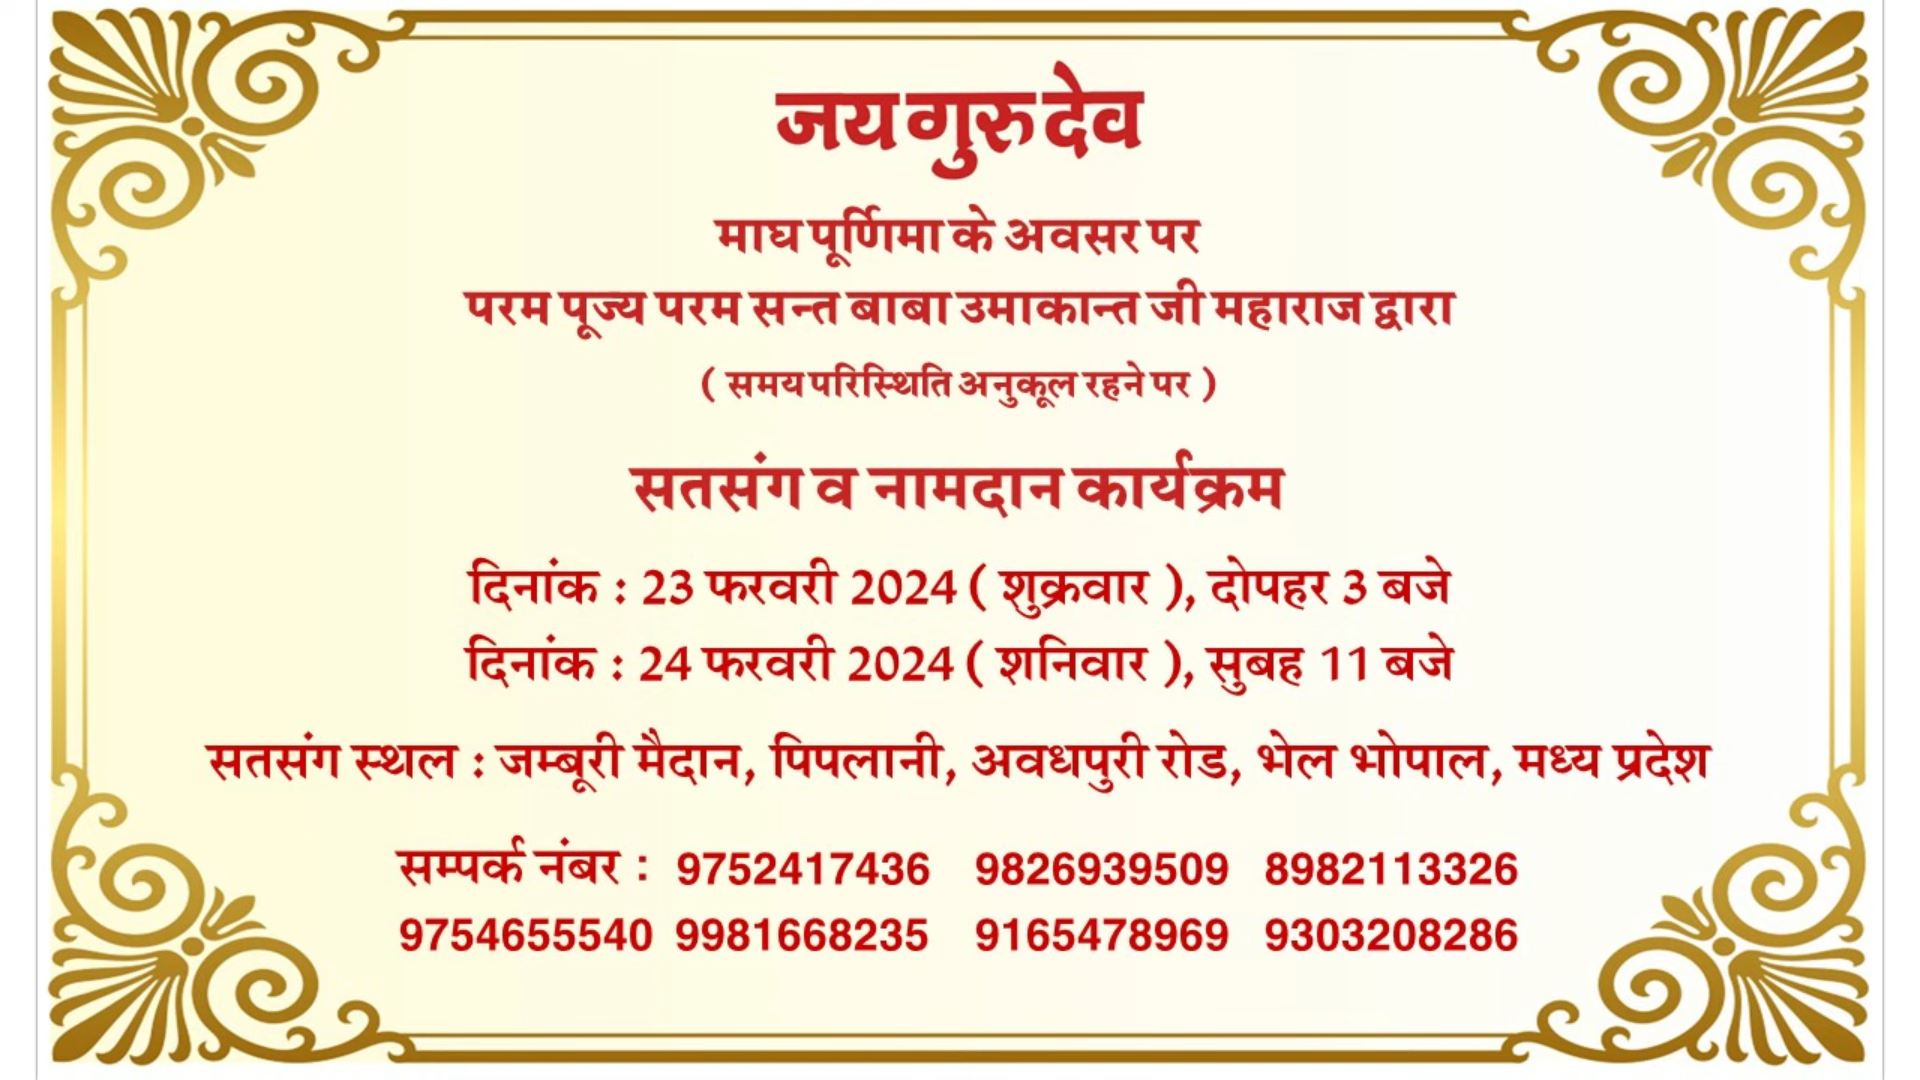 जयगुरुदेव
माघ पूर्णिमा के अवसर पर
परम पूज्य परम सन्त बाबा उमाकान्त जी महाराज द्वारा
( समय परिस्थिति अनुकूल रहने पर )
सतसंग व नामदान कार्यक्रम
दिनांक : 23 फरवरी 2024 ( शुक्रवार ), दोपहर 3 बजे
दिनांक : 24 फरवरी 2024 ( शनिवार ), सुबह 11 बजे
सतसंग स्थल : जम्बूरी मैदान, पिपलानी, अवधपुरी रोड, भेल भोपाल, मध्य प्रदेश
सम्पर्क नंबर : 9752417436 9826939509 8982113326
9754655540 9981668235 9165478969 9303208286